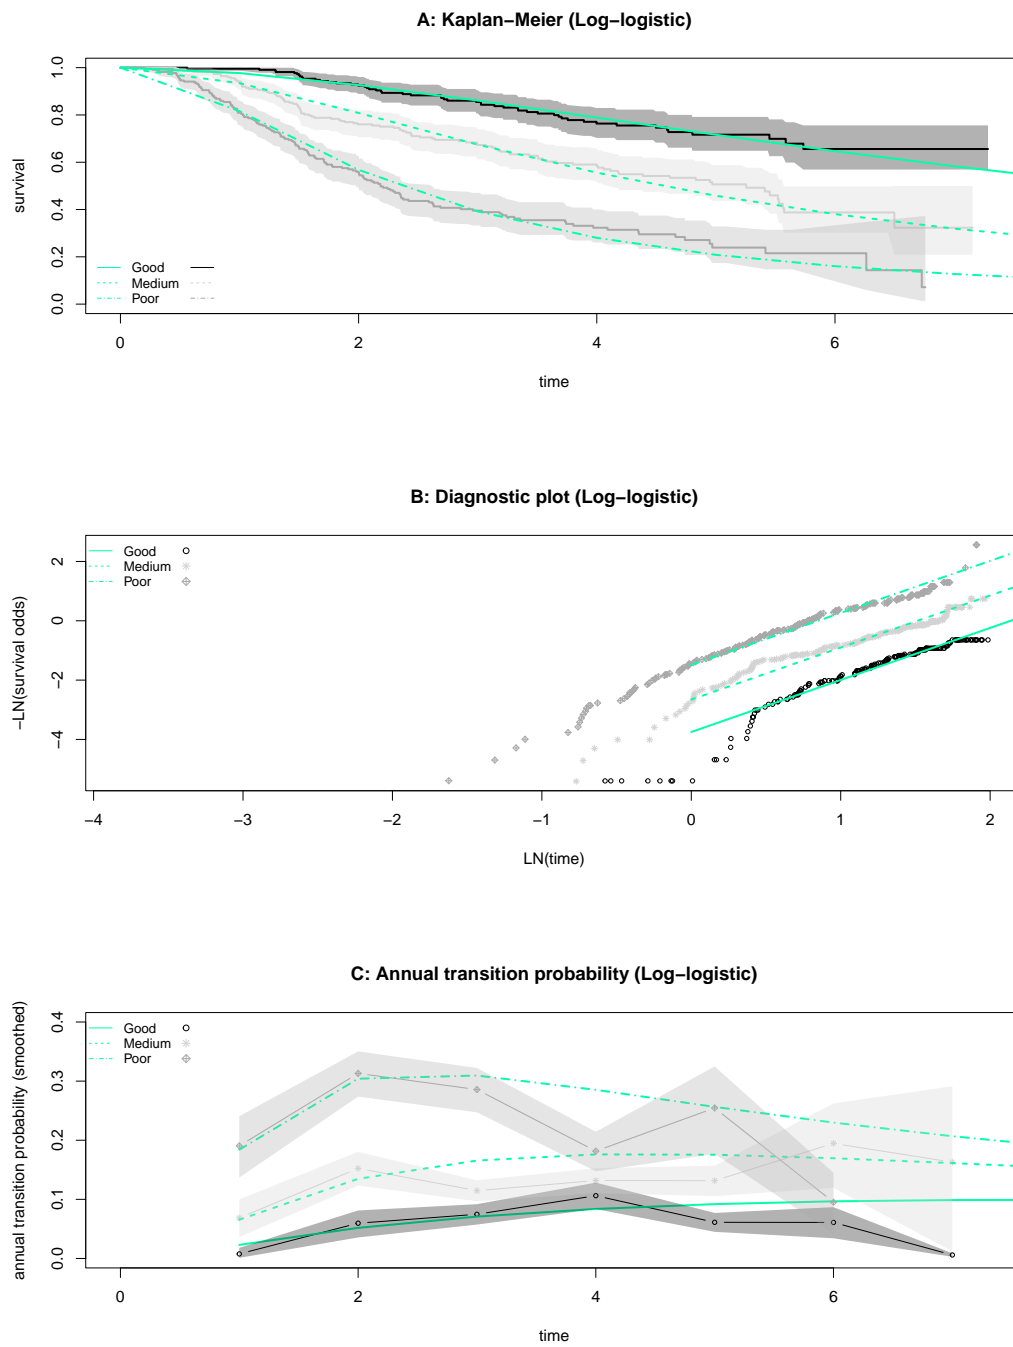 A: Kaplan−Meier (Log−logistic)
survival
1.0
0.8
0.6
0.4
0.2
0.0
Good
Medium
Poor
0 2 4 6
time
B: Diagnostic plot (Log−logistic)
−LN(survival odds)
2
0
−2
−4
Good
Medium
Poor
−4 −3 −2 −1 0 1 2
LN(time)
C: Annual transition probability (Log−logistic)
annual transition probability (smoothed)
0.4
0.3
0.2
0.1
0.0
Good
Medium
Poor
0 2 4 6
time